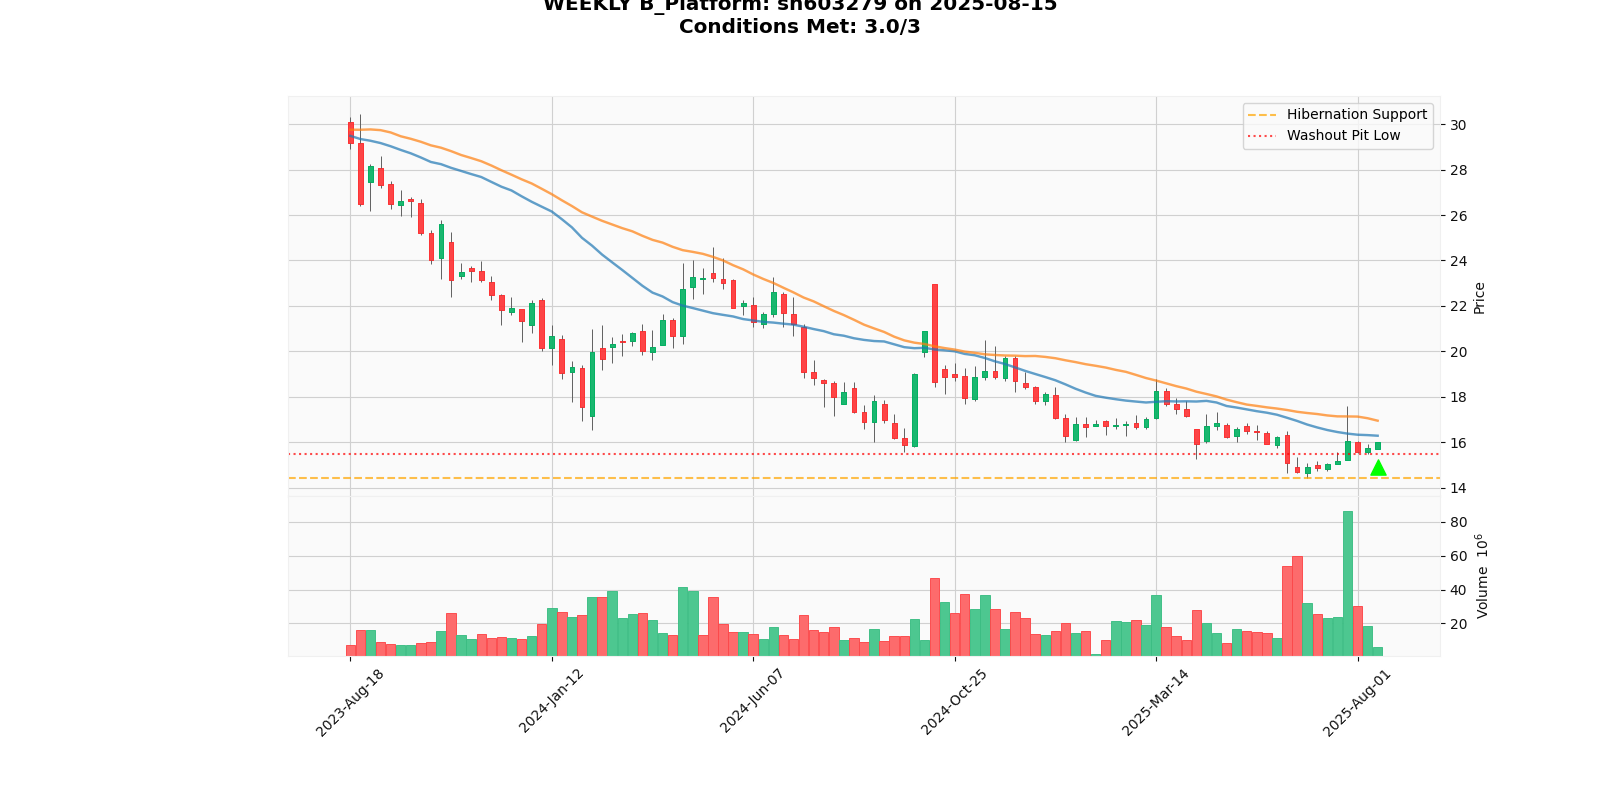 WEEKLY B_Platform: sh603279 on 2025-08-15
Conditions Met: 3.0/3
Hibernation Support
Washout Pit Low
30
28
26
24
22
20
18
16
14
Price
80
60
40
20
Volume 10⁶
2023-Aug-18
2024-Jan-12
2024-Jun-07
2024-Oct-25
2025-Mar-14
2025-Aug-01